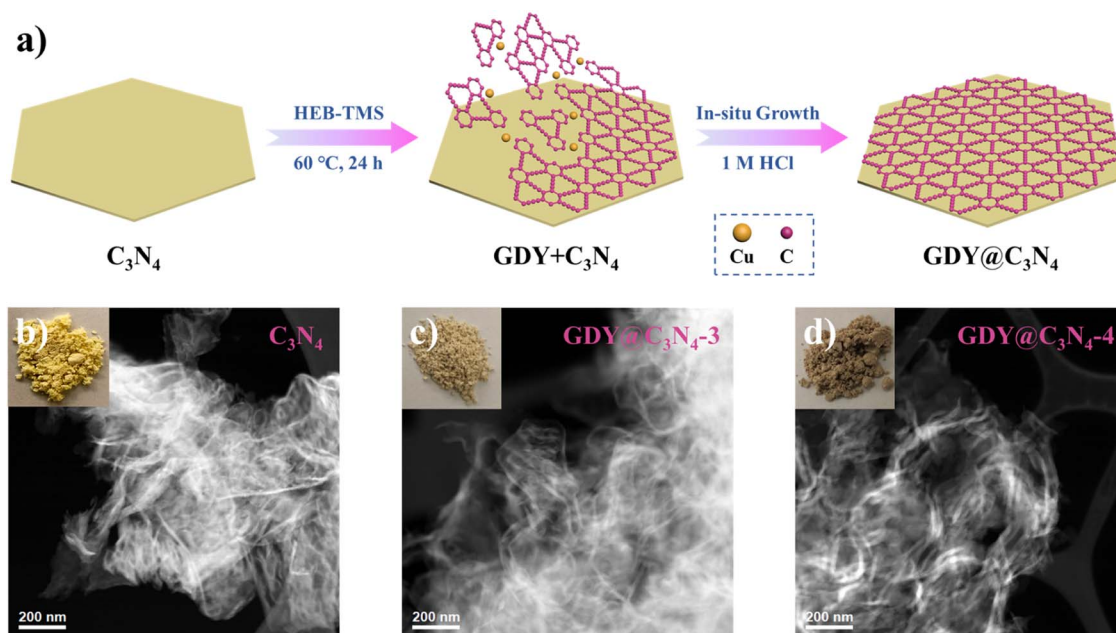 a)
HEB-TMS
60 °C, 24 h
In-situ Growth
1 M HCl
Cu
C
C₃N₄
GDY+C₃N₄
GDY@C₃N₄
b)
C₃N₄
200 nm
c)
GDY@C₃N₄-3
200 nm
d)
GDY@C₃N₄-4
200 nm